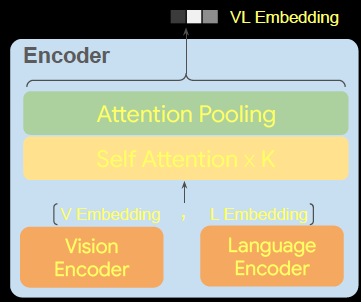 VL Embedding
Encoder
Attention Pooling
Self Attention x K
[V Embedding , L Embedding]
Vision
Encoder
Language
Encoder